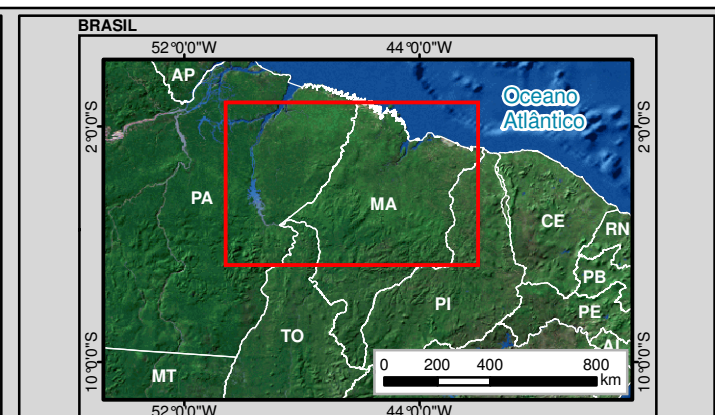 BRASIL
52°0'0"W 44°0'0"W
AP
Oceano
Atlântico
2°0'0"S 2°0'0"S
PA
MA
CE
RN
PB
PI
PE
TO
AL
MT
10°0'0"S 10°0'0"S
0 200 400 800
km
52°0'0"W 44°0'0"W